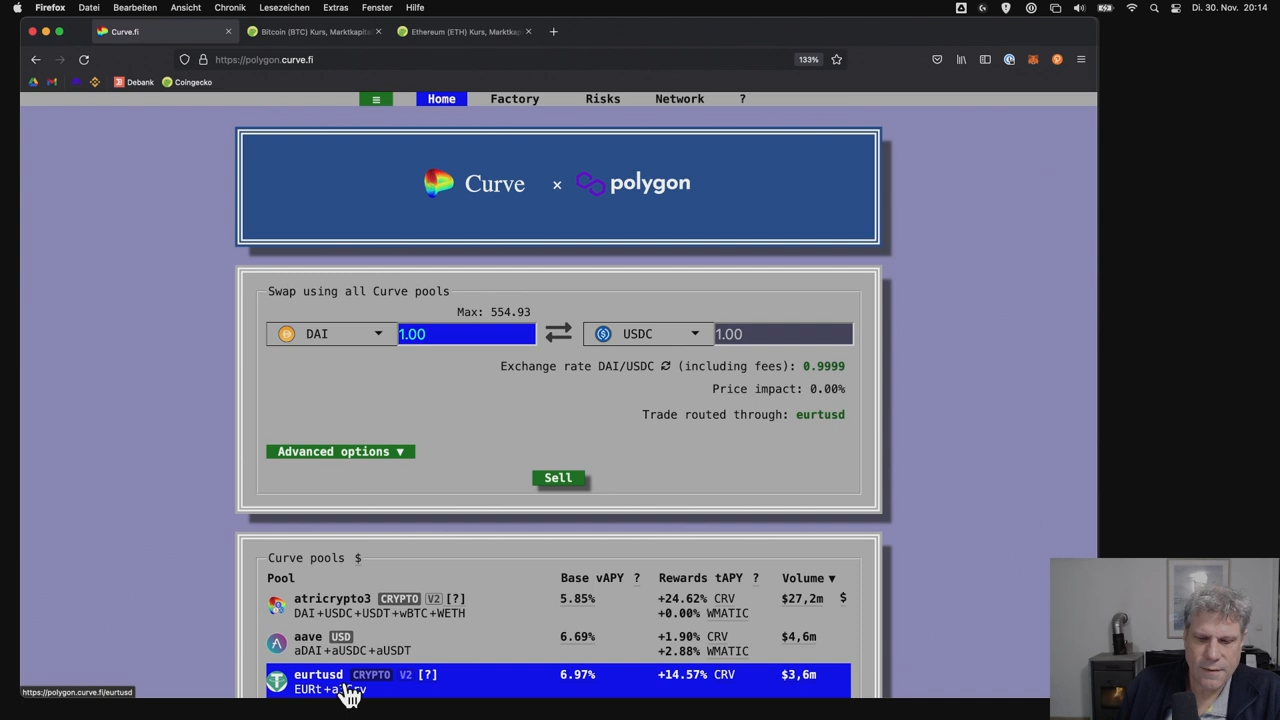 Firefox Datei Bearbeiten Ansicht Chronik Lesezeichen Extras Fenster Hilfe Di. 30. Nov. 20:14
Curve.fi Bitcoin (BTC) Kurs, Marktkapita Ethereum (ETH) Kurs, Marktkap
https://polygon.curve.fi 133%
Debank Coingecko
Home Factory Risks Network ?
Curve × polygon
Swap using all Curve pools
Max: 554.93
DAI 1.00 USDC 1.00
Exchange rate DAI/USDC (including fees): 0.9999
Price impact: 0.00%
Trade routed through: eurtusd
Advanced options ▼
Sell
Curve pools $
Pool Base vAPY ? Rewards tAPY ? Volume ▼
atricrypto3 CRYPTO V2 [?] 5.85% +24.62% CRV $27,2m $
DAI+USDC+USDT+wBTC+WETH +0.00% WMATIC
aave USD 6.69% +1.90% CRV $4,6m
aDAI+aUSDC+aUSDT +2.88% WMATIC
eurtusd CRYPTO V2 [?] 6.97% +14.57% CRV $3,6m
https://polygon.curve.fi/eurtusd